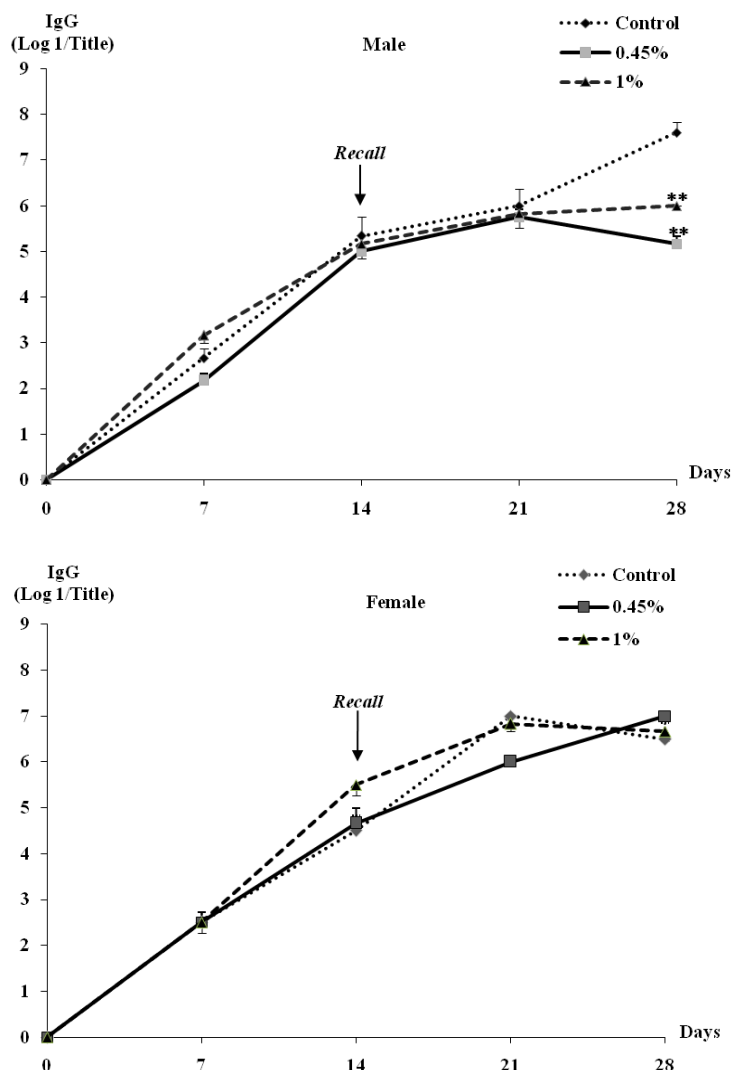 IgG
(Log 1/Title)
Male
Control
0.45%
1%
9
8
7
6
5
4
3
2
1
0
Recall
**
**
Days
0 7 14 21 28
IgG
(Log 1/Title)
Female
Control
0.45%
1%
9
8
7
6
5
4
3
2
1
0
Recall
Days
0 7 14 21 28